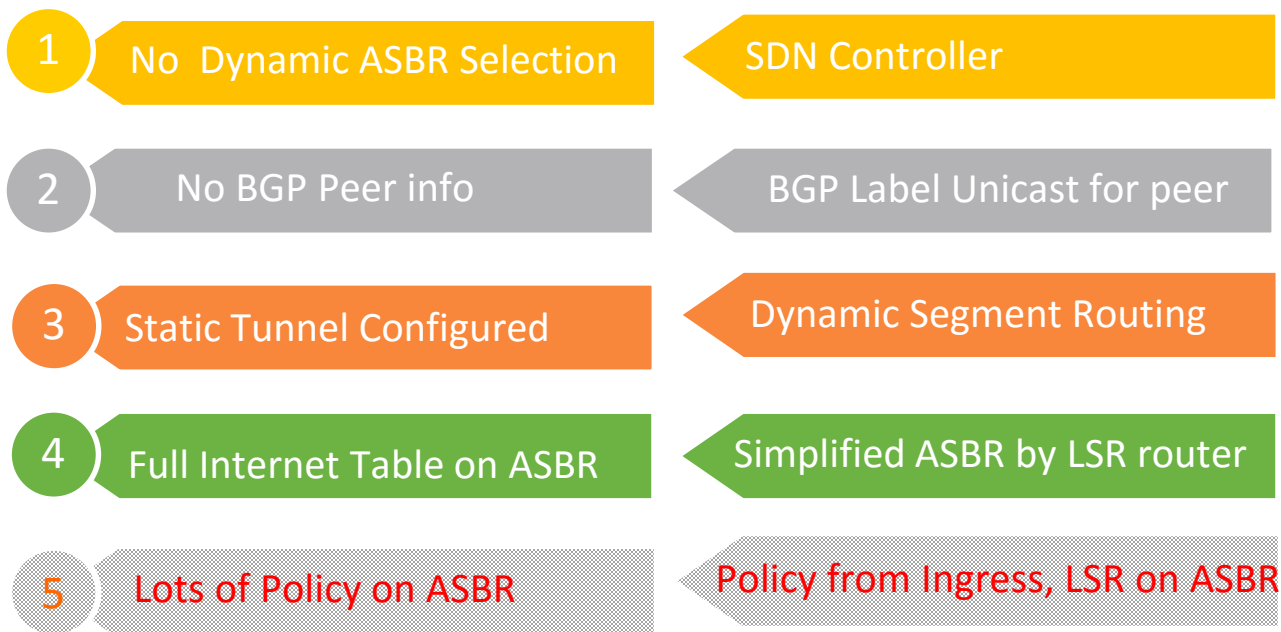 1
No Dynamic ASBR Selection
SDN Controller
2
No BGP Peer info
BGP Label Unicast for peer
3
Static Tunnel Configured
Dynamic Segment Routing
4
Full Internet Table on ASBR
Simplified ASBR by LSR router
5
Lots of Policy on ASBR
Policy from Ingress, LSR on ASBR